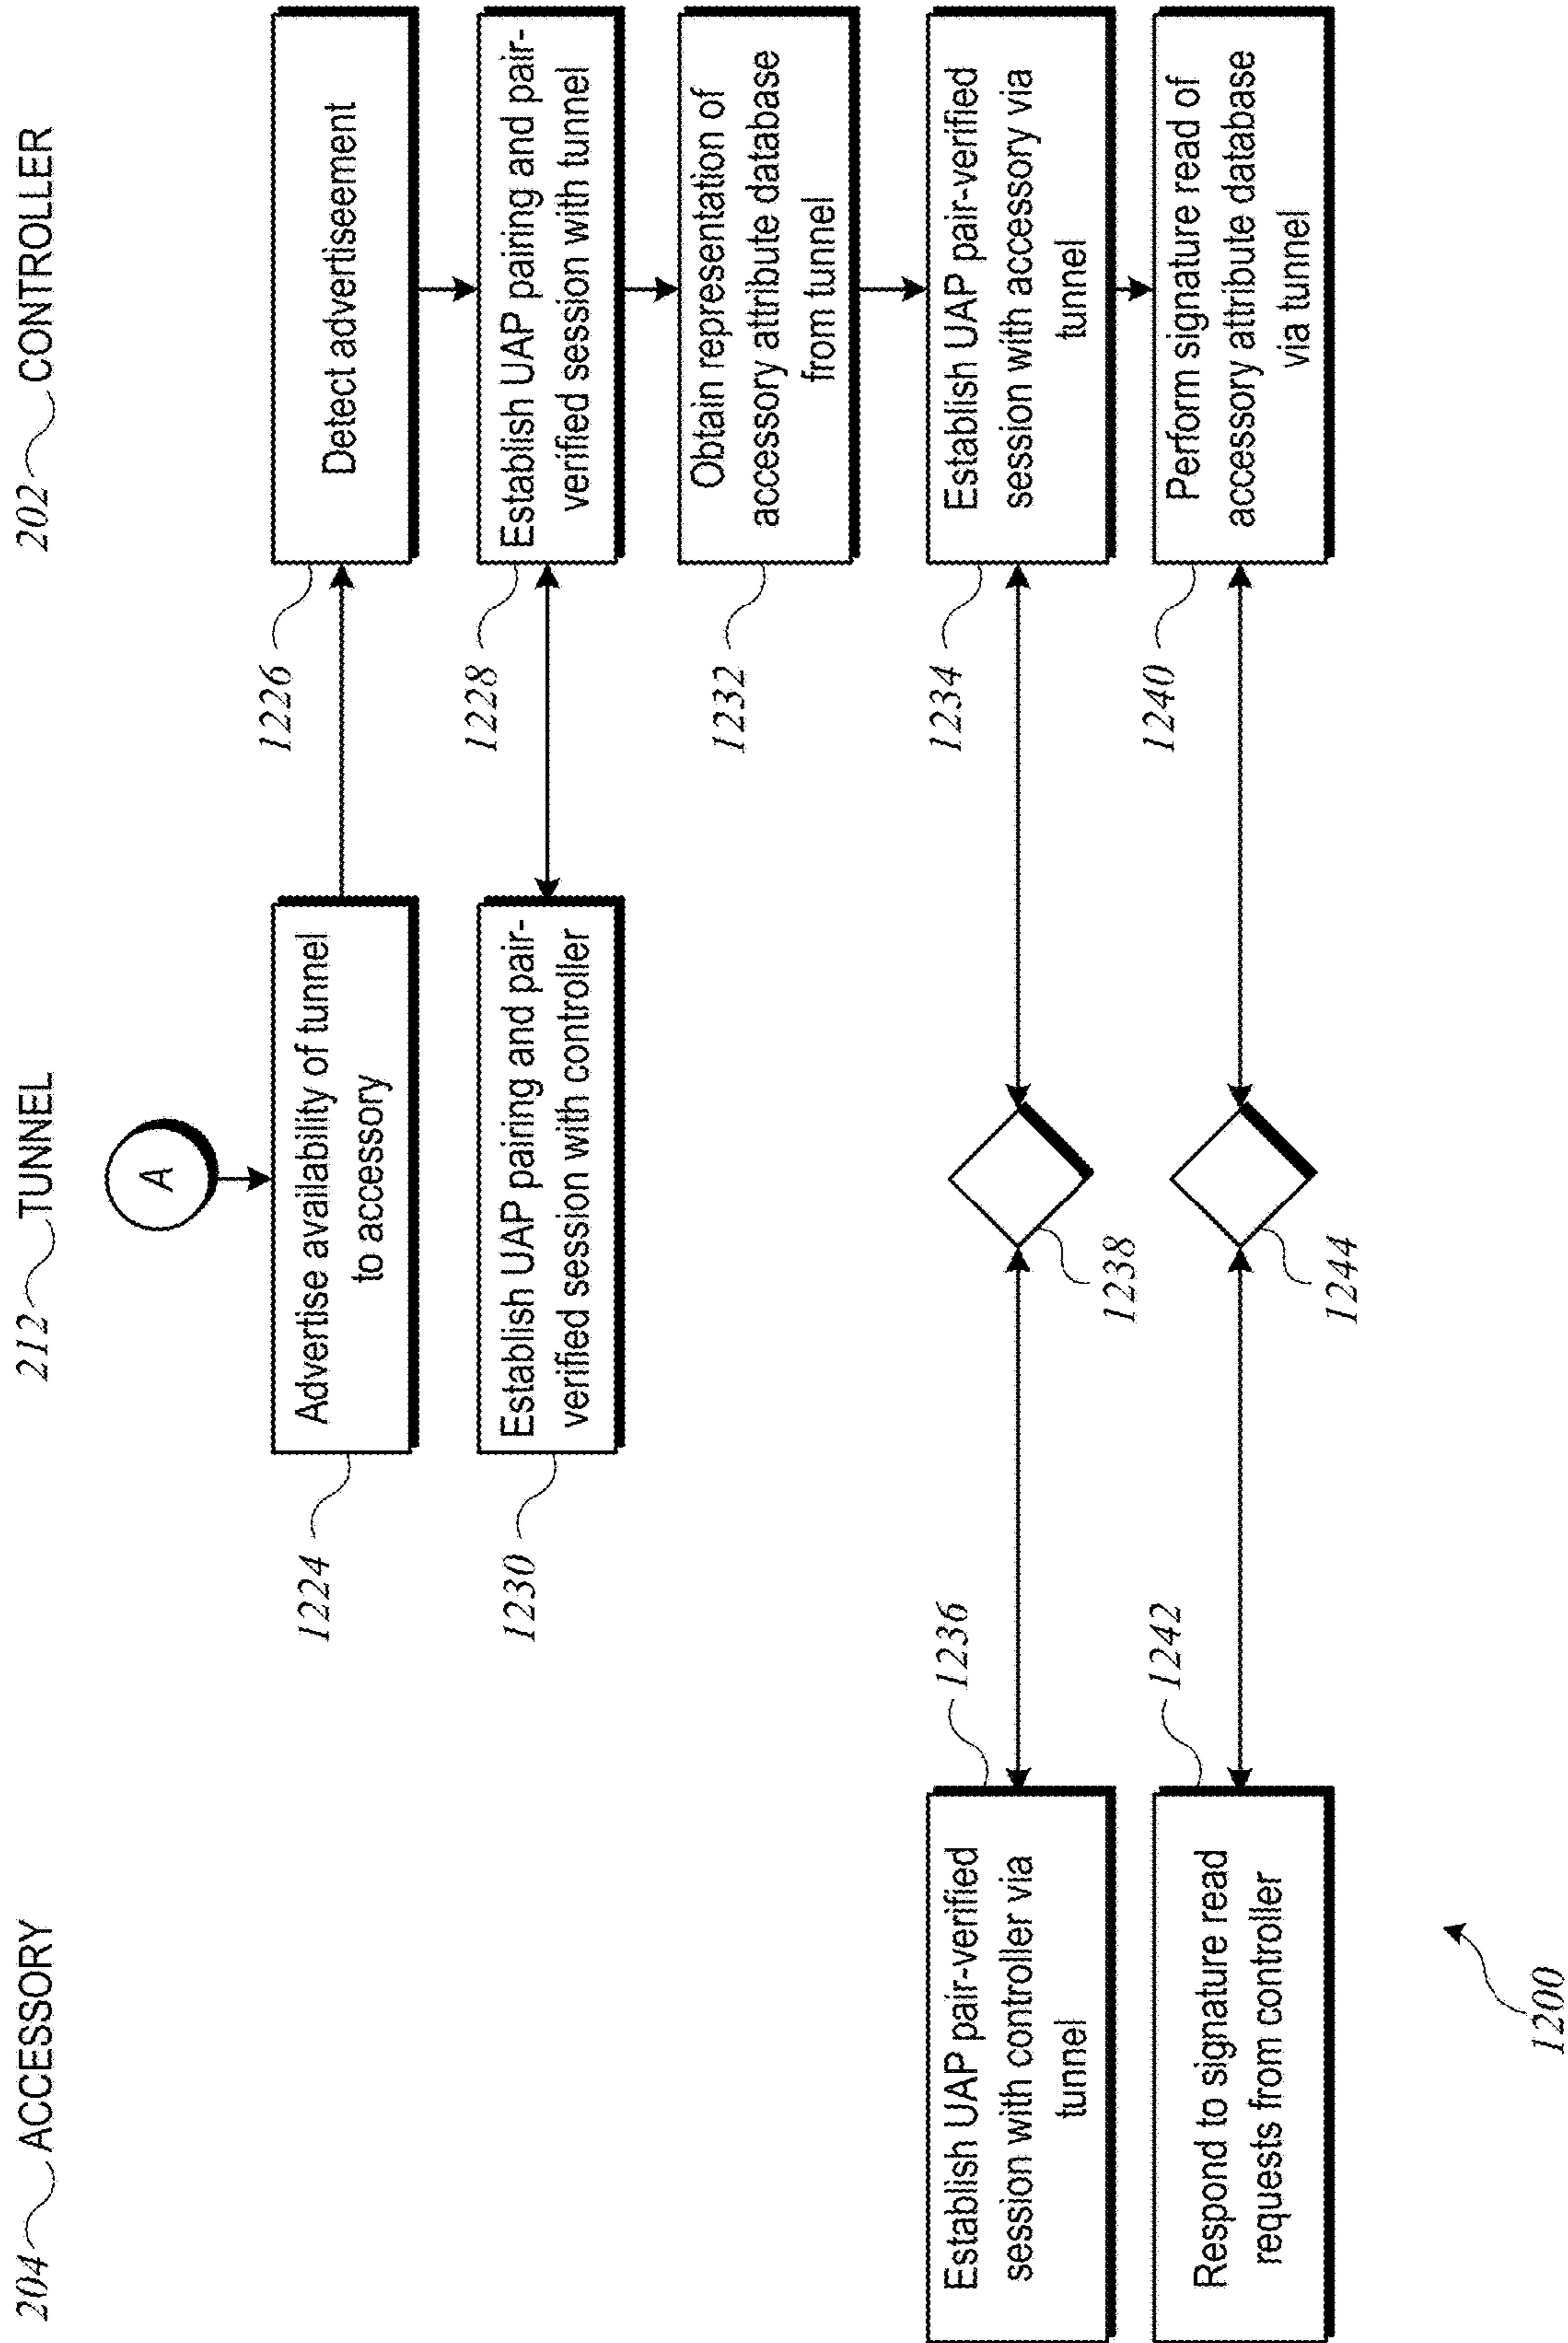 204 ACCESSORY
212 TUNNEL
202 CONTROLLER
A
1224
Advertise availability of tunnel
to accessory
1226
Detect advertisement
1230
Establish UAP pairing and pair-
verified session with controller
1228
Establish UAP pairing and pair-
verified session with tunnel
1232
Obtain representation of
accessory attribute database
from tunnel
1236
Establish UAP pair-verified
session with controller via
tunnel
1238
1234
Establish UAP pair-verified
session with accessory via
tunnel
1242
Respond to signature read
requests from controller
1244
1240
Perform signature read of
accessory attribute database
via tunnel
1200